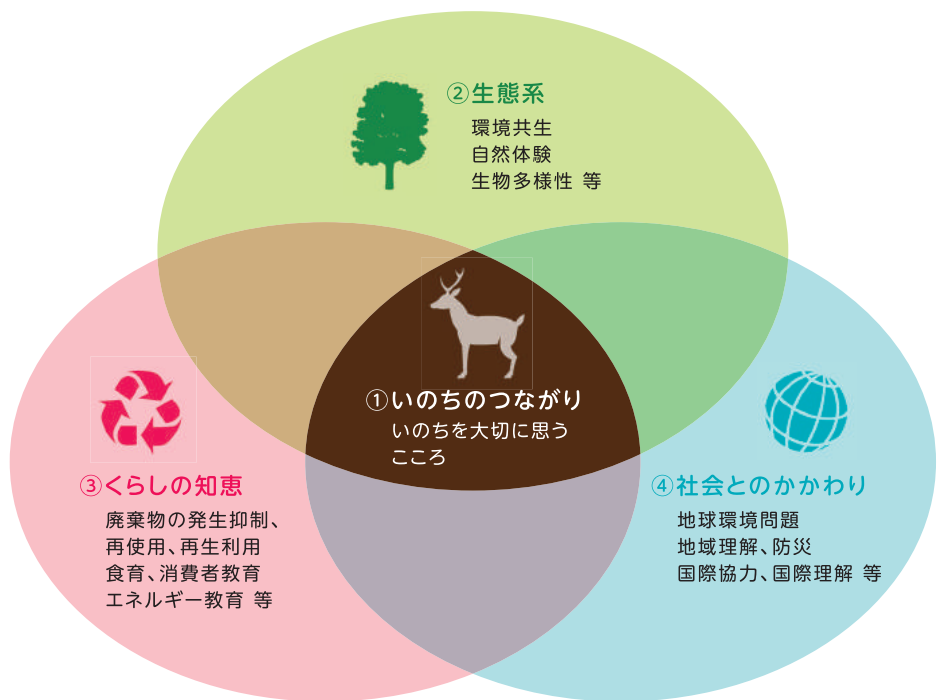 ②生態系
環境共生
自然体験
生物多様性 等
①いのちのつながり
いのちを大切に思う
こころ
③くらしの知恵
廃棄物の発生抑制、
再使用、再生利用
食育、消費者教育
エネルギー教育 等
④社会とのかかわり
地球環境問題
地域理解、防災
国際協力、国際理解 等